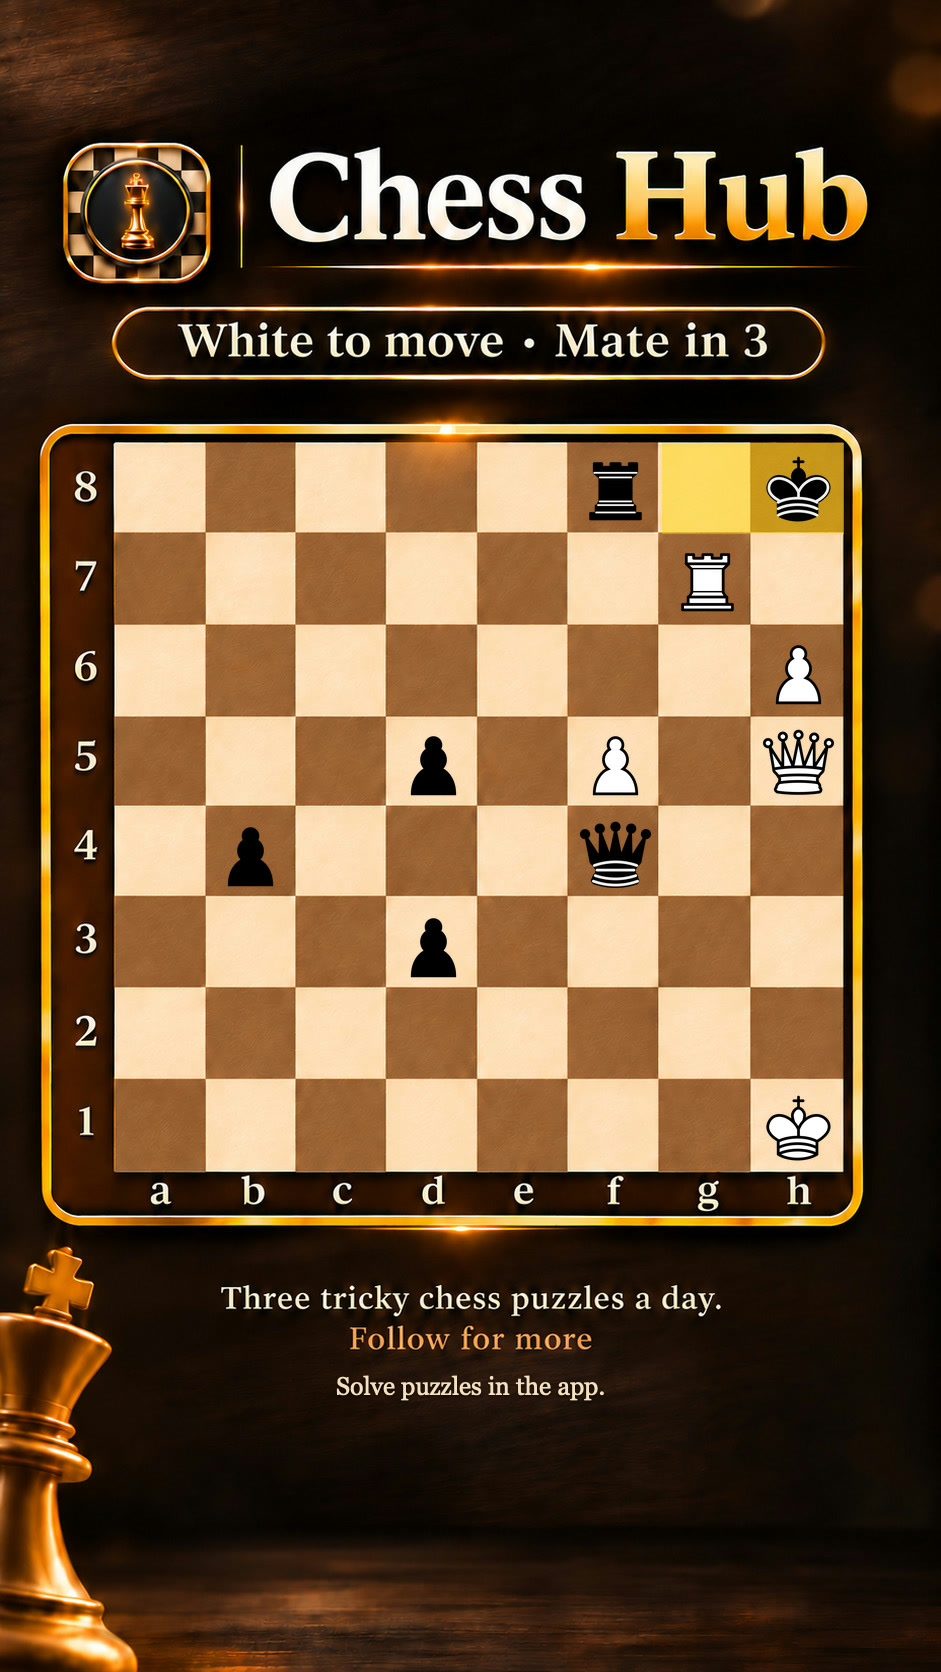 Chess Hub
White to move • Mate in 3
8
7
6
5
4
3
2
1
a b c d e f g h
Three tricky chess puzzles a day.
Follow for more
Solve puzzles in the app.